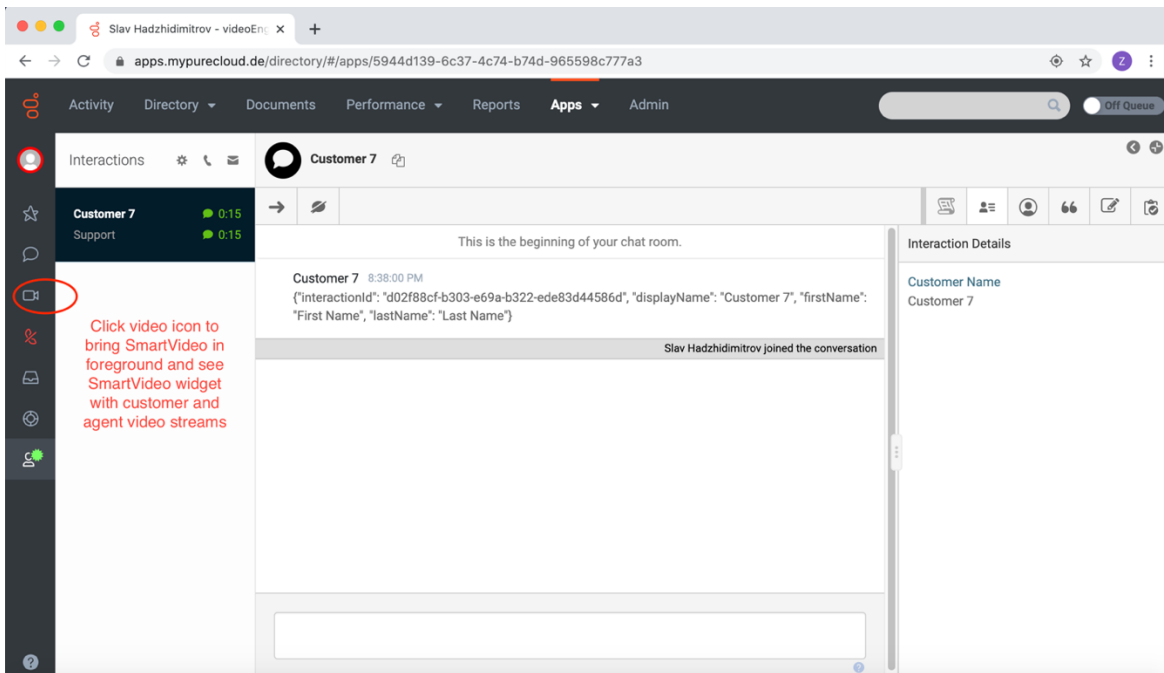 Slav Hadzhidimitrov - videoEng
apps.mypurecloud.de/directory/#/apps/5944d139-6c37-4c74-b74d-965598c777a3
Z
Activity Directory Documents Performance Reports Apps Admin
Off Queue
Interactions
Customer 7
Customer 7 0:15
Support 0:15
This is the beginning of your chat room.
Interaction Details
Customer 7 8:38:00 PM
{"interactionId": "d02f88cf-b303-e69a-b322-ede83d44586d", "displayName": "Customer 7", "firstName":
"First Name", "lastName": "Last Name"}
Customer Name
Customer 7
Slav Hadzhidimitrov joined the conversation
Click video icon to
bring SmartVideo in
foreground and see
SmartVideo widget
with customer and
agent video streams